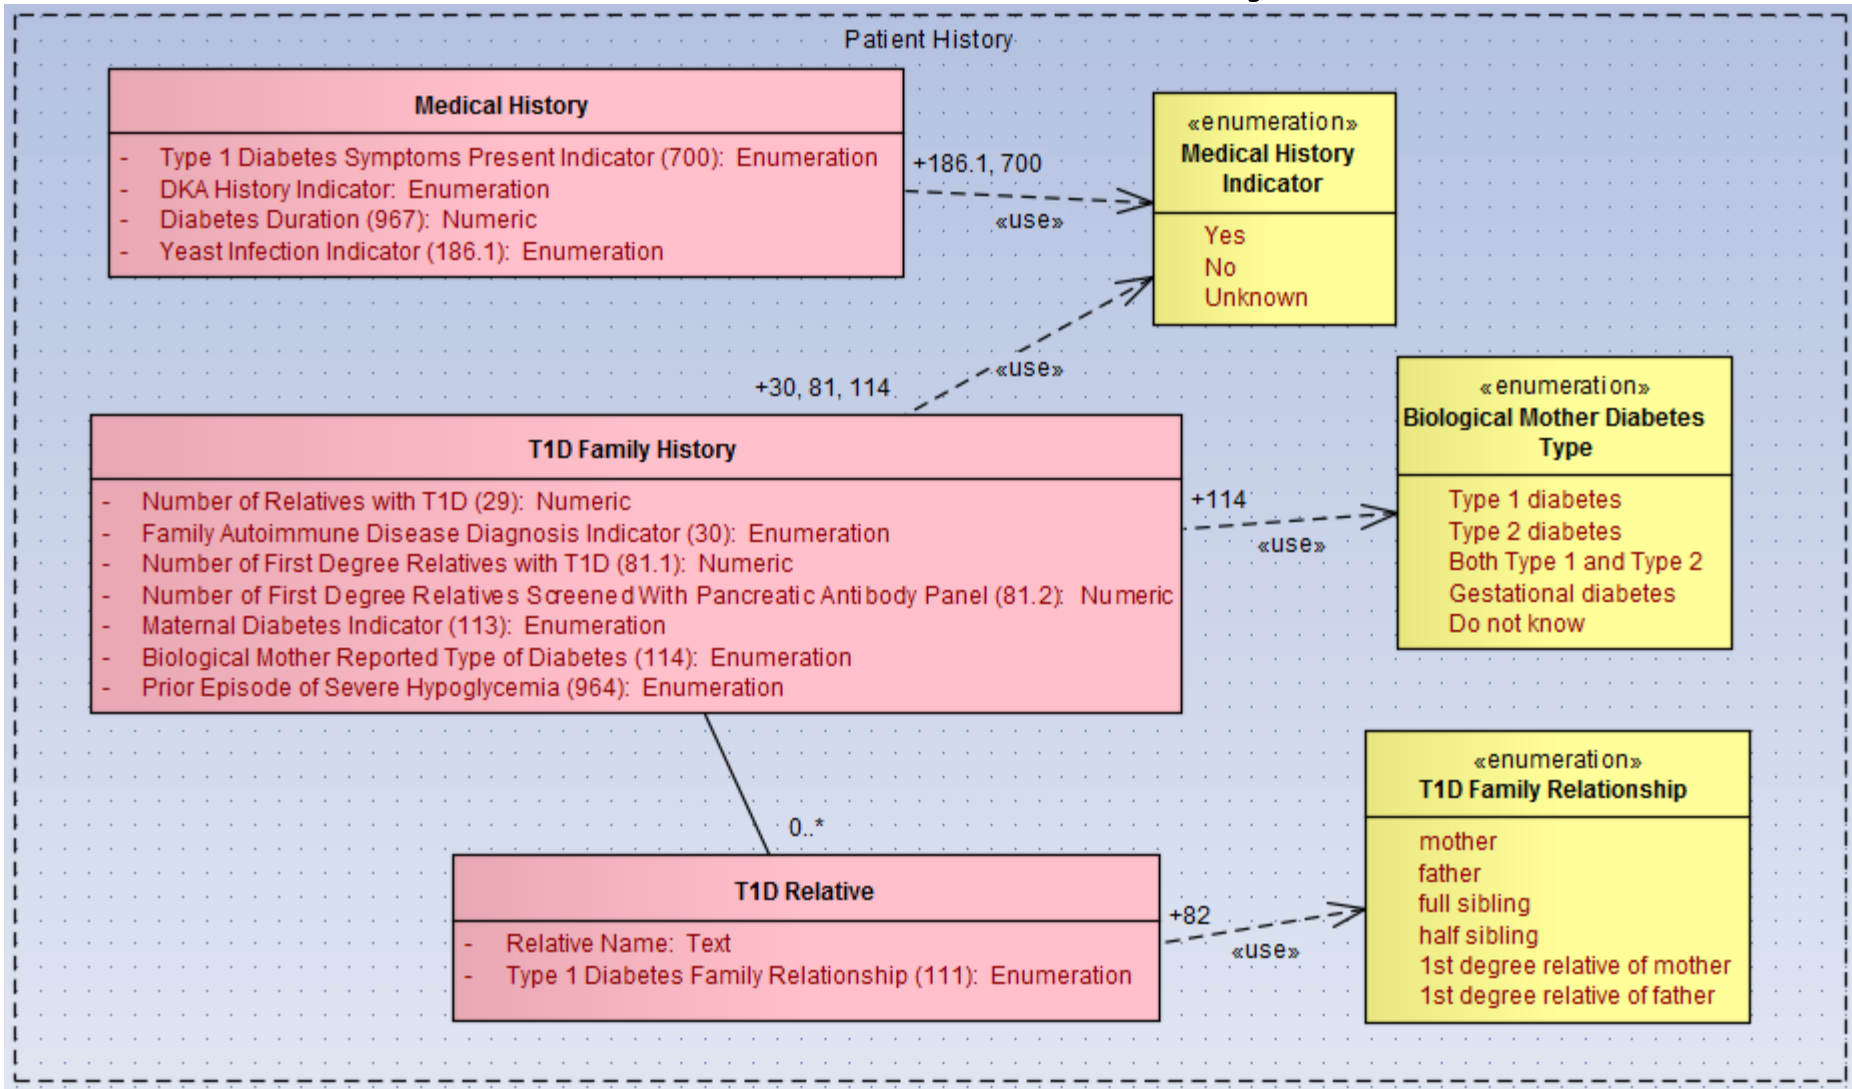 Patient History
Medical History
- Type 1 Diabetes Symptoms Present Indicator (700): Enumeration
- DKA History Indicator: Enumeration
- Diabetes Duration (967): Numeric
- Yeast Infection Indicator (186.1): Enumeration
+186.1, 700
«use»
«enumeration»
Medical History
Indicator
Yes
No
Unknown
«use»
+30, 81, 114
T1D Family History
- Number of Relatives with T1D (29): Numeric
- Family Autoimmune Disease Diagnosis Indicator (30): Enumeration
- Number of First Degree Relatives with T1D (81.1): Numeric
- Number of First Degree Relatives Screened With Pancreatic Antibody Panel (81.2): Numeric
- Maternal Diabetes Indicator (113): Enumeration
- Biological Mother Reported Type of Diabetes (114): Enumeration
- Prior Episode of Severe Hypoglycemia (964): Enumeration
+114
«use»
«enumeration»
Biological Mother Diabetes
Type
Type 1 diabetes
Type 2 diabetes
Both Type 1 and Type 2
Gestational diabetes
Do not know
0..*
T1D Relative
- Relative Name: Text
- Type 1 Diabetes Family Relationship (111): Enumeration
+82
«use»
«enumeration»
T1D Family Relationship
mother
father
full sibling
half sibling
1st degree relative of mother
1st degree relative of father